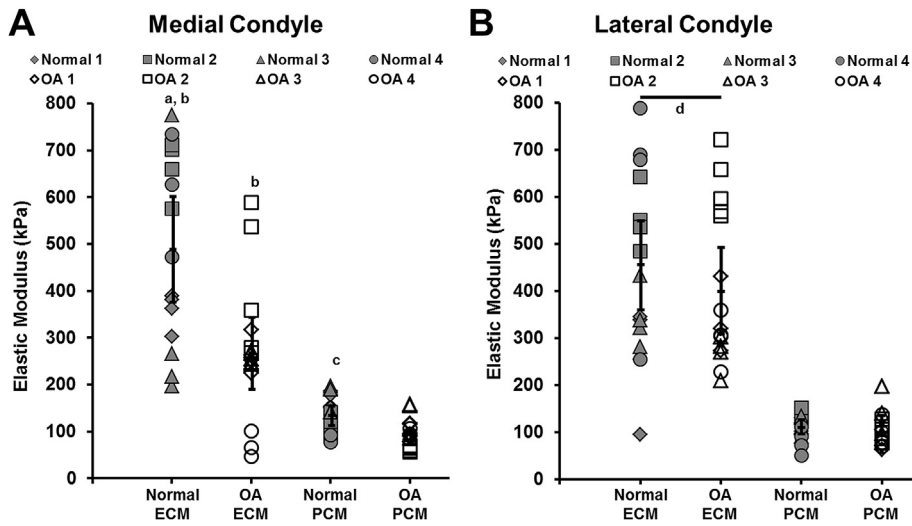 A
Medial Condyle
Normal 1 Normal 2 Normal 3 Normal 4
OA 1 OA 2 OA 3 OA 4
800
700
600
500
400
300
200
100
0
Elastic Modulus (kPa)
a, b
b
c
Normal ECM
OA ECM
Normal PCM
OA PCM
B
Lateral Condyle
Normal 1 Normal 2 Normal 3 Normal 4
OA 1 OA 2 OA 3 OA 4
800
700
600
500
400
300
200
100
0
Elastic Modulus (kPa)
d
Normal ECM
OA ECM
Normal PCM
OA PCM